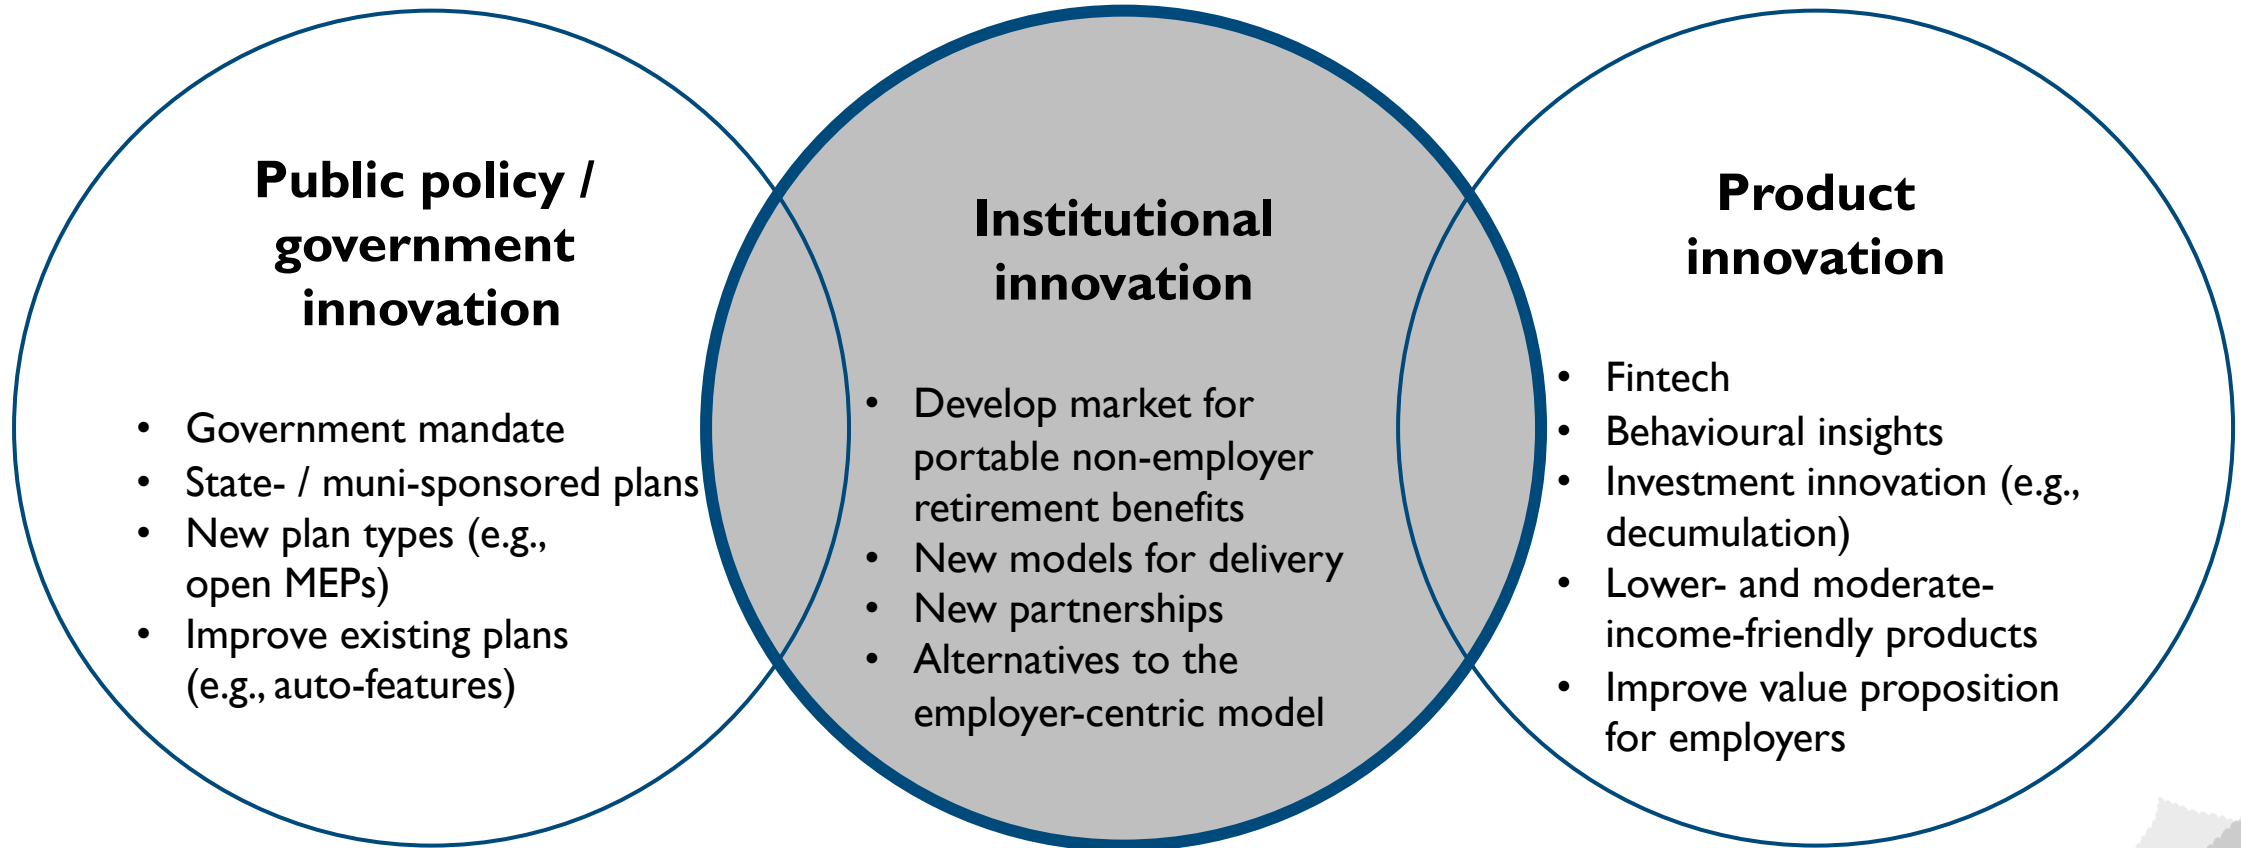 Public policy /
government
innovation
• Government mandate
• State- / muni-sponsored plans
• New plan types (e.g.,
open MEPs)
• Improve existing plans
(e.g., auto-features)
Institutional
innovation
• Develop market for
portable non-employer
retirement benefits
• New models for delivery
• New partnerships
• Alternatives to the
employer-centric model
Product
innovation
• Fintech
• Behavioural insights
• Investment innovation (e.g.,
decumulation)
• Lower- and moderate-
income-friendly products
• Improve value proposition
for employers